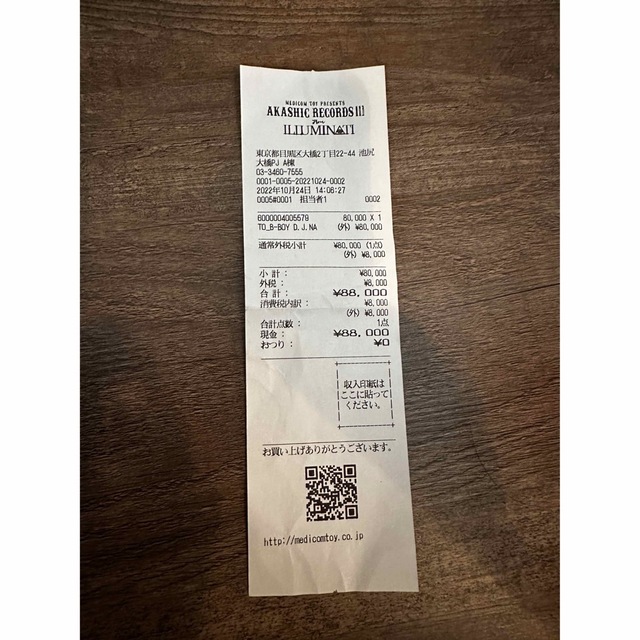 MEDICOM TOY PRESENTS
AKASHIC RECORDS III
ILLUMINATI
東京都目黒区大橋2丁目22-44 池尻
大橋PJ A棟
03-3460-7555
0001-0005-20221024-0002
2022年10月24日 14:06:27
0005#0001 担当者1 0002
6000004005579 80,000 X 1
TO_B-BOY D.J.NA (外) ¥80,000
通常外税小計 ¥80,000 (1点)
(外) ¥8,000
小計: ¥80,000
外税: ¥8,000
合計: ¥88,000
消費税内訳: ¥8,000
(外) ¥8,000
合計点数: 1点
現金: ¥88,000
おつり: ¥0
収入印紙は
ここに貼って
ください。
お買い上げありがとうございます。
http://medicomtoy.co.jp